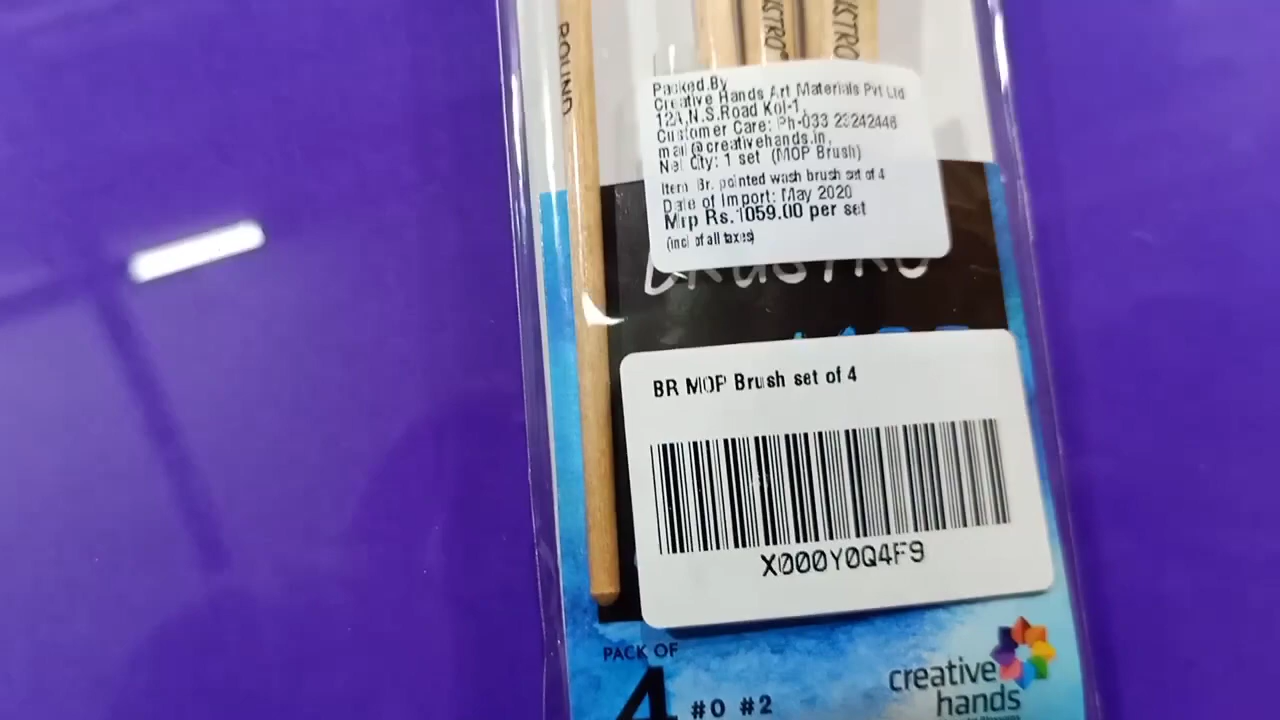 ROUND
Packed.By
Creative Hands Art Materials Pvt Ltd
12A,N.S.Road Kol-1,
Customer Care: Ph-033 23242446
mail@creativehands.in,
Net Qty: 1 set (MOP Brush)
Item Br. pointed wash brush set of 4
Date of Import: May 2020
Mrp Rs.1059.00 per set
(incl of all taxes)
BRUSTRO
BR MOP Brush set of 4
X000Y0Q4F9
PACK OF
4 #0 #2
creative
hands